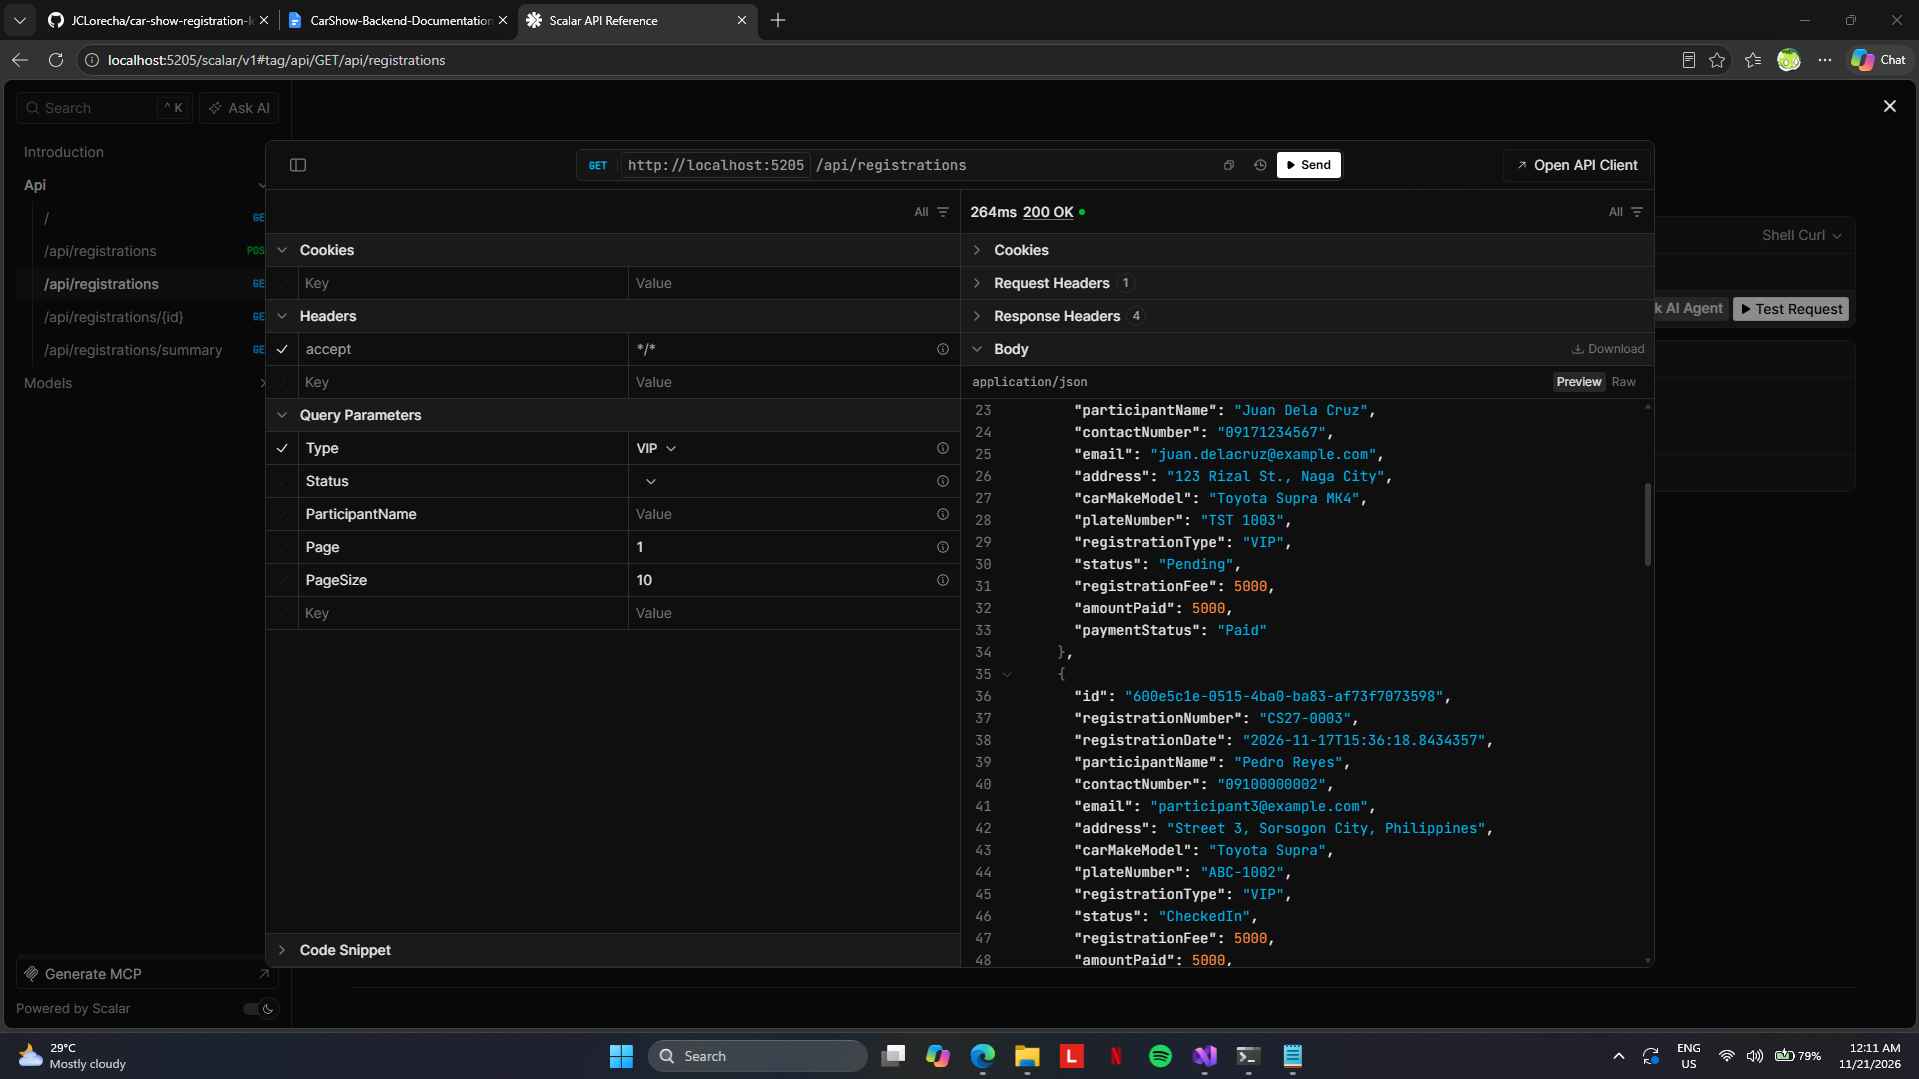 JCLorecha/car-show-registration-l
CarShow-Backend-Documentation
Scalar API Reference
localhost:5205/scalar/v1#tag/api/GET/api/registrations
Chat
Search
^ K
Ask AI
Introduction
Api
/
GE
/api/registrations
POS
/api/registrations
GE
/api/registrations/{id}
GE
/api/registrations/summary
GE
Models
GET
http://localhost:5205
/api/registrations
Send
Open API Client
All
Cookies
Key
Value
Headers
accept
*/*
Key
Value
Query Parameters
Type
VIP
Status
ParticipantName
Value
Page
1
PageSize
10
Key
Value
Code Snippet
264ms 200 OK
All
Cookies
Request Headers 1
Response Headers 4
Body
Download
application/json
Preview
Raw
23 "participantName": "Juan Dela Cruz",
24 "contactNumber": "09171234567",
25 "email": "juan.delacruz@example.com",
26 "address": "123 Rizal St., Naga City",
27 "carMakeModel": "Toyota Supra MK4",
28 "plateNumber": "TST 1003",
29 "registrationType": "VIP",
30 "status": "Pending",
31 "registrationFee": 5000,
32 "amountPaid": 5000,
33 "paymentStatus": "Paid"
34 },
35 {
36 "id": "600e5c1e-0515-4ba0-ba83-af73f7073598",
37 "registrationNumber": "CS27-0003",
38 "registrationDate": "2026-11-17T15:36:18.8434357",
39 "participantName": "Pedro Reyes",
40 "contactNumber": "09100000002",
41 "email": "participant3@example.com",
42 "address": "Street 3, Sorsogon City, Philippines",
43 "carMakeModel": "Toyota Supra",
44 "plateNumber": "ABC-1002",
45 "registrationType": "VIP",
46 "status": "CheckedIn",
47 "registrationFee": 5000,
48 "amountPaid": 5000,
Shell Curl
k AI Agent
Test Request
Generate MCP
Powered by Scalar
29°C
Mostly cloudy
Search
L
N
ENG
US
79%
12:11 AM
11/21/2026